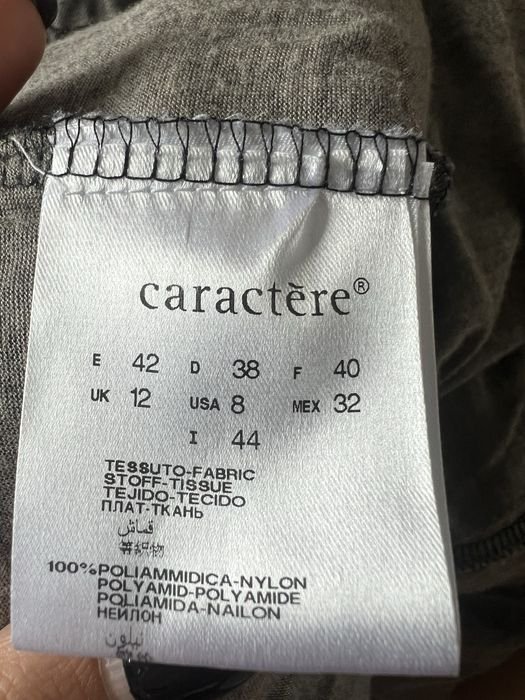 caractère®
E 42 D 38 F 40
UK 12 USA 8 MEX 32
I 44
TESSUTO-FABRIC
STOFF-TISSUE
TEJIDO-TECIDO
ПЛАТ-ТКАНЬ
قماش
100%POLIAMMIDICA-NYLON
POLYAMID-POLYAMIDE
POLIAMIDA-NAILON
НЕЙЛОН
نيلون